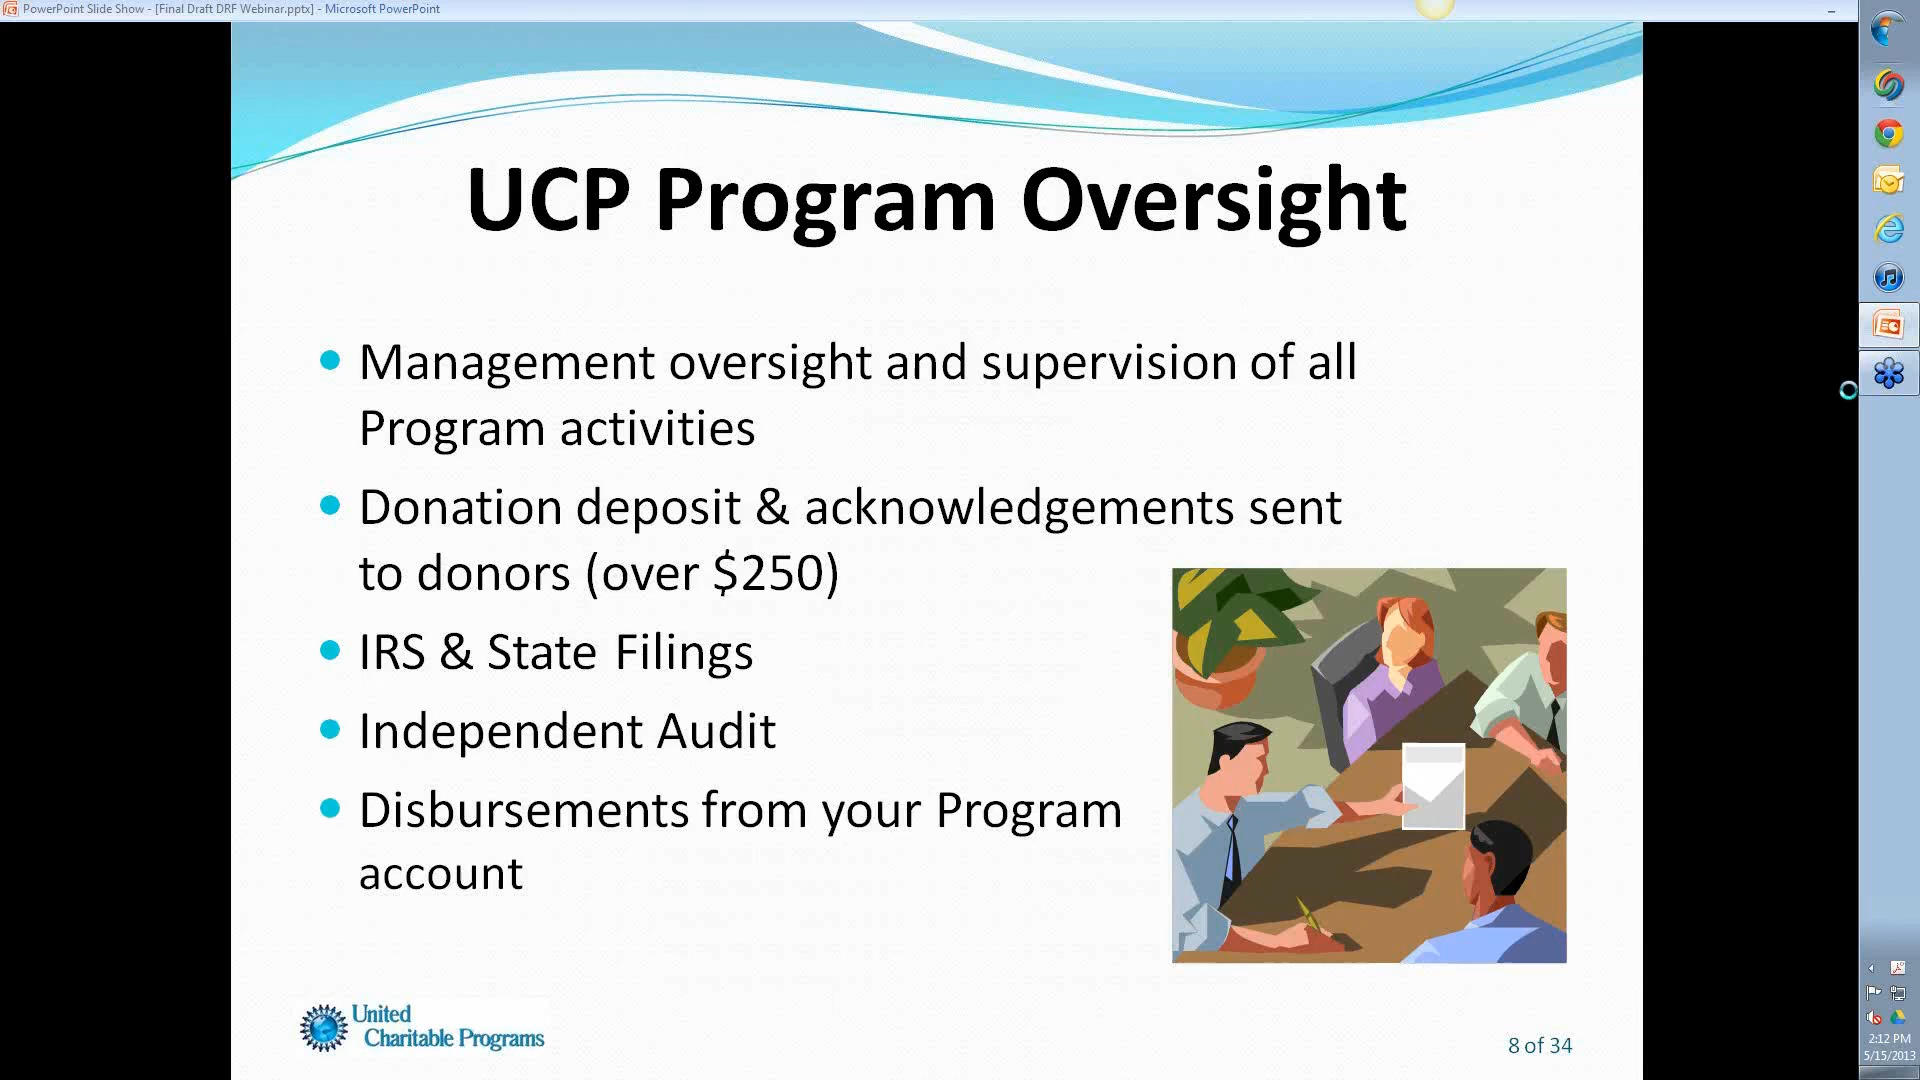 PowerPoint Slide Show - [Final Draft DRF Webinar.pptx] - Microsoft PowerPoint
UCP Program Oversight
Management oversight and supervision of all
Program activities
Donation deposit & acknowledgements sent
to donors (over $250)
IRS & State Filings
Independent Audit
Disbursements from your Program
account
United
Charitable Programs
8 of 34
2:12 PM
5/15/2013